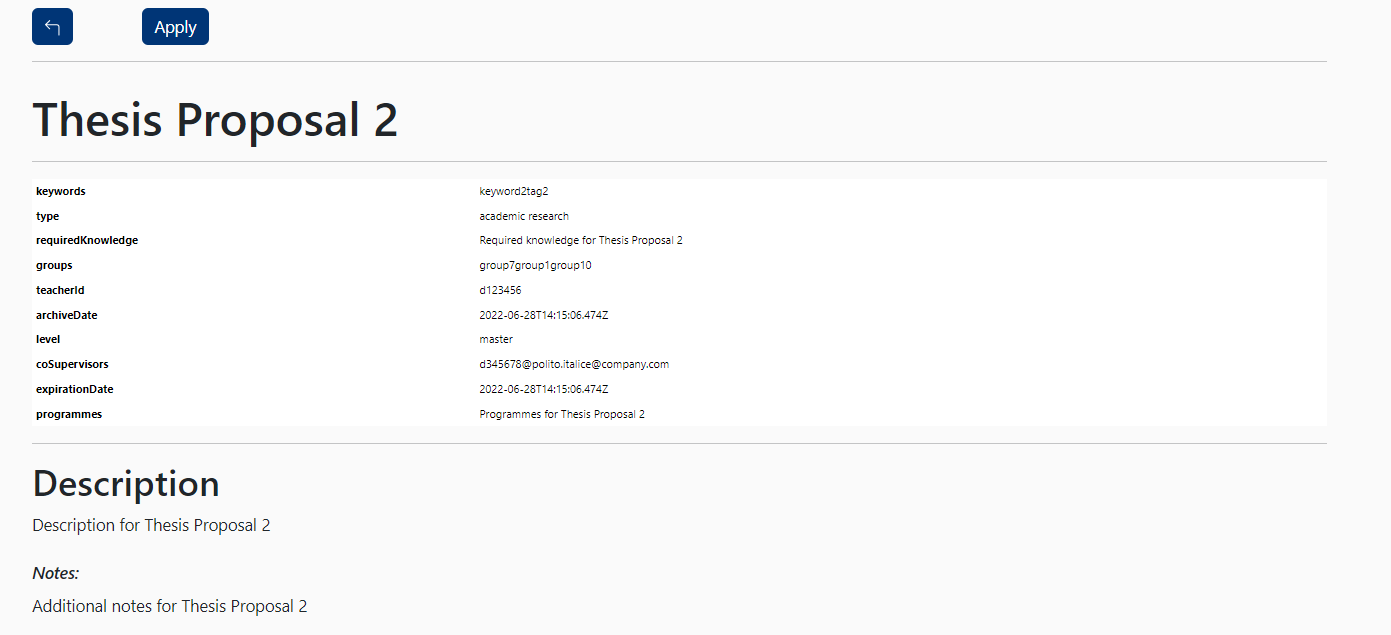 Apply
Thesis Proposal 2
keywords keyword2tag2
type academic research
requiredKnowledge Required knowledge for Thesis Proposal 2
groups group7group1group10
teacherId d123456
archiveDate 2022-06-28T14:15:06.474Z
level master
coSupervisors d345678@polito.italice@company.com
expirationDate 2022-06-28T14:15:06.474Z
programmes Programmes for Thesis Proposal 2
Description
Description for Thesis Proposal 2
Notes:
Additional notes for Thesis Proposal 2